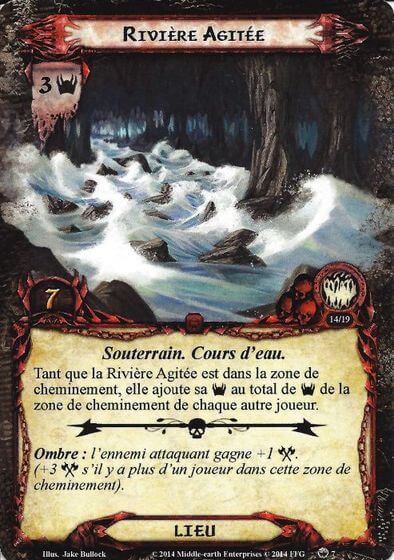 Rivière Agitée
3
7
14/19
Souterrain. Cours d'eau.
Tant que la Rivière Agitée est dans la zone de
cheminement, elle ajoute sa au total de de la
zone de cheminement de chaque autre joueur.
Ombre : l'ennemi attaquant gagne +1 .
(+3 s'il y a plus d'un joueur dans cette zone de
cheminement).
LIEU
Illus. Jake Bullock © 2014 Middle-earth Enterprises © 2014 FFG 7